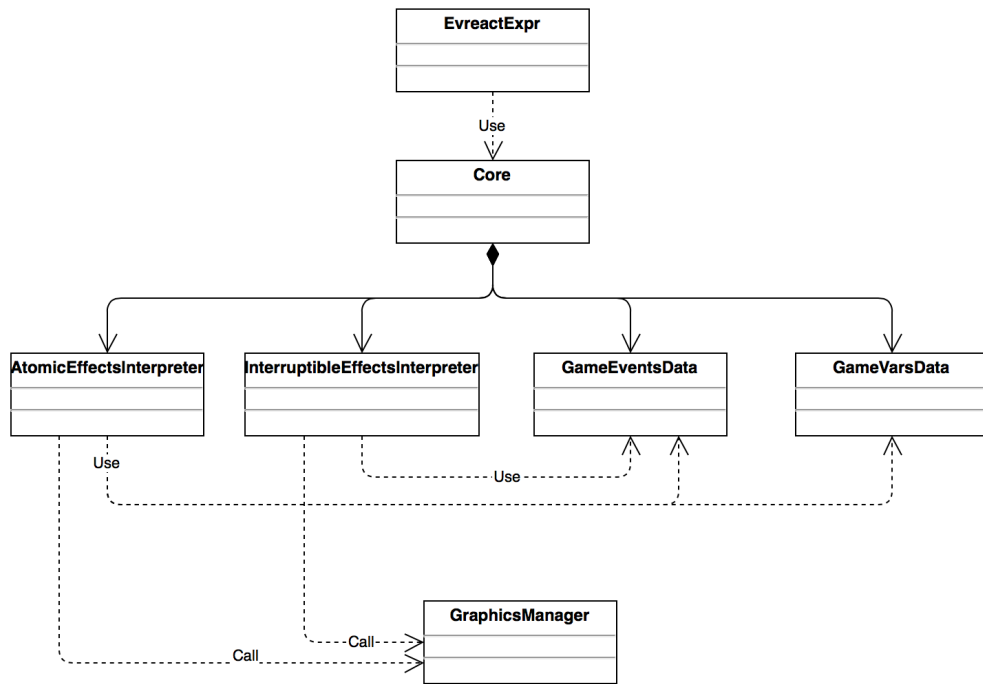 EvreactExpr
Use
Core
AtomicEffectsInterpreter
InterruptibleEffectsInterpreter
GameEventsData
GameVarsData
Use
Use
GraphicsManager
Call
Call